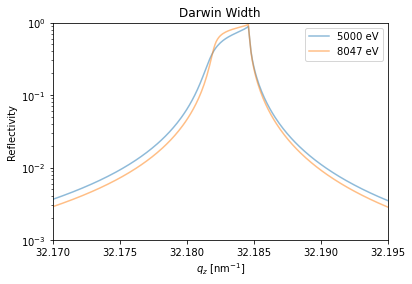 Darwin Width
5000 eV
8047 eV
10⁰
10⁻¹
10⁻²
10⁻³
Reflectivity
32.170 32.175 32.180 32.185 32.190 32.195
q_z [nm⁻¹]